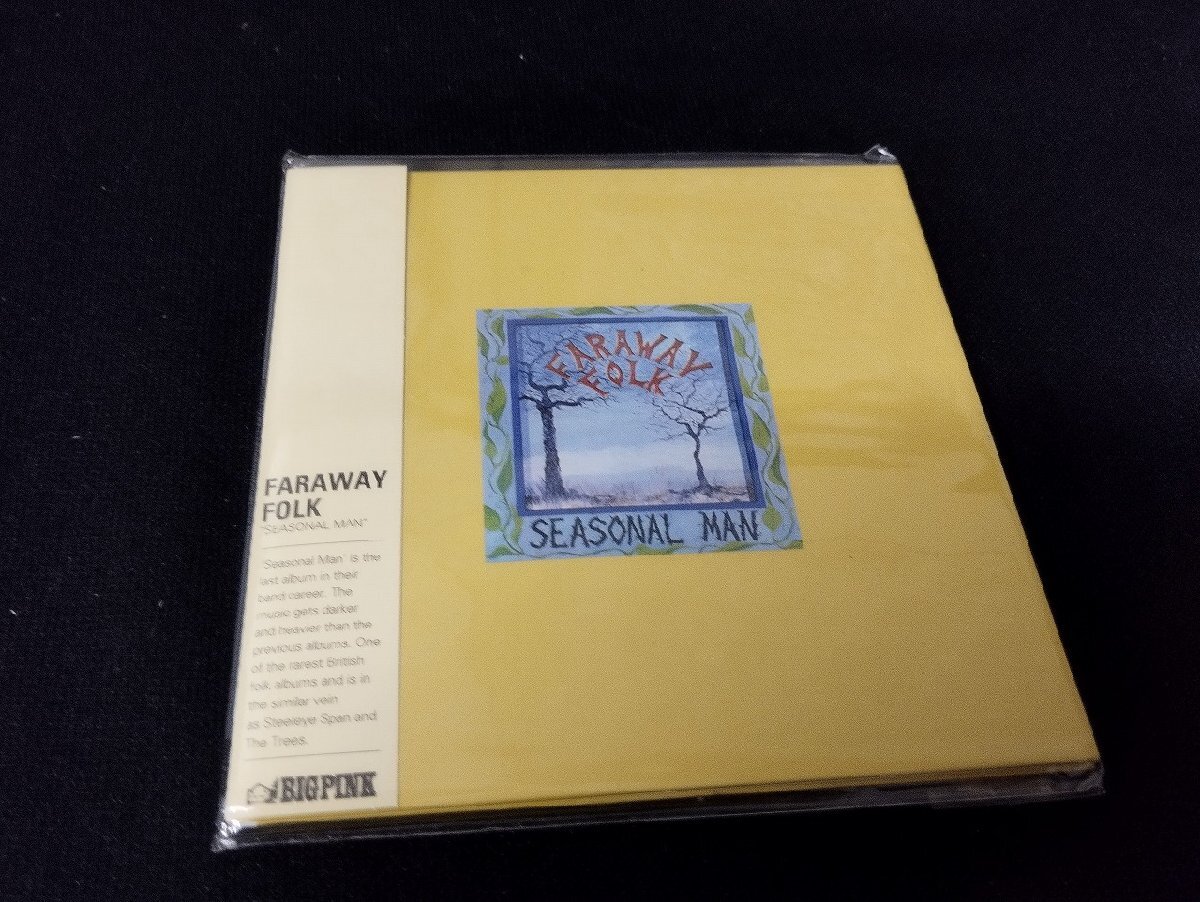 FARAWAY
FOLK
SEASONAL MAN
FARAWAY
FOLK
"SEASONAL MAN"
'Seasonal Man' is the
last album in their
band career. The
music gets darker
and heavier than the
previous albums. One
of the rarest British
folk albums and is in
the similar vein
as Steeleye Span and
The Trees.
BIG PINK